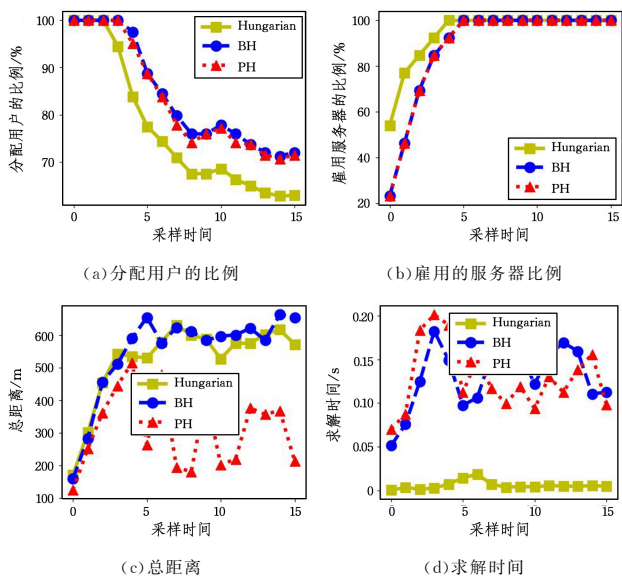 Hungarian
BH
PH
分配用户的比例/%
100
90
80
70
0
5
10
15
采样时间
(a)分配用户的比例
Hungarian
BH
PH
雇用服务器的比例/%
100
80
60
40
20
0
5
10
15
采样时间
(b)雇用的服务器比例
Hungarian
BH
PH
总距离/m
600
500
400
300
200
100
0
5
10
15
采样时间
(c)总距离
Hungarian
BH
PH
求解时间/s
0.20
0.15
0.10
0.05
0
0
5
10
15
采样时间
(d)求解时间